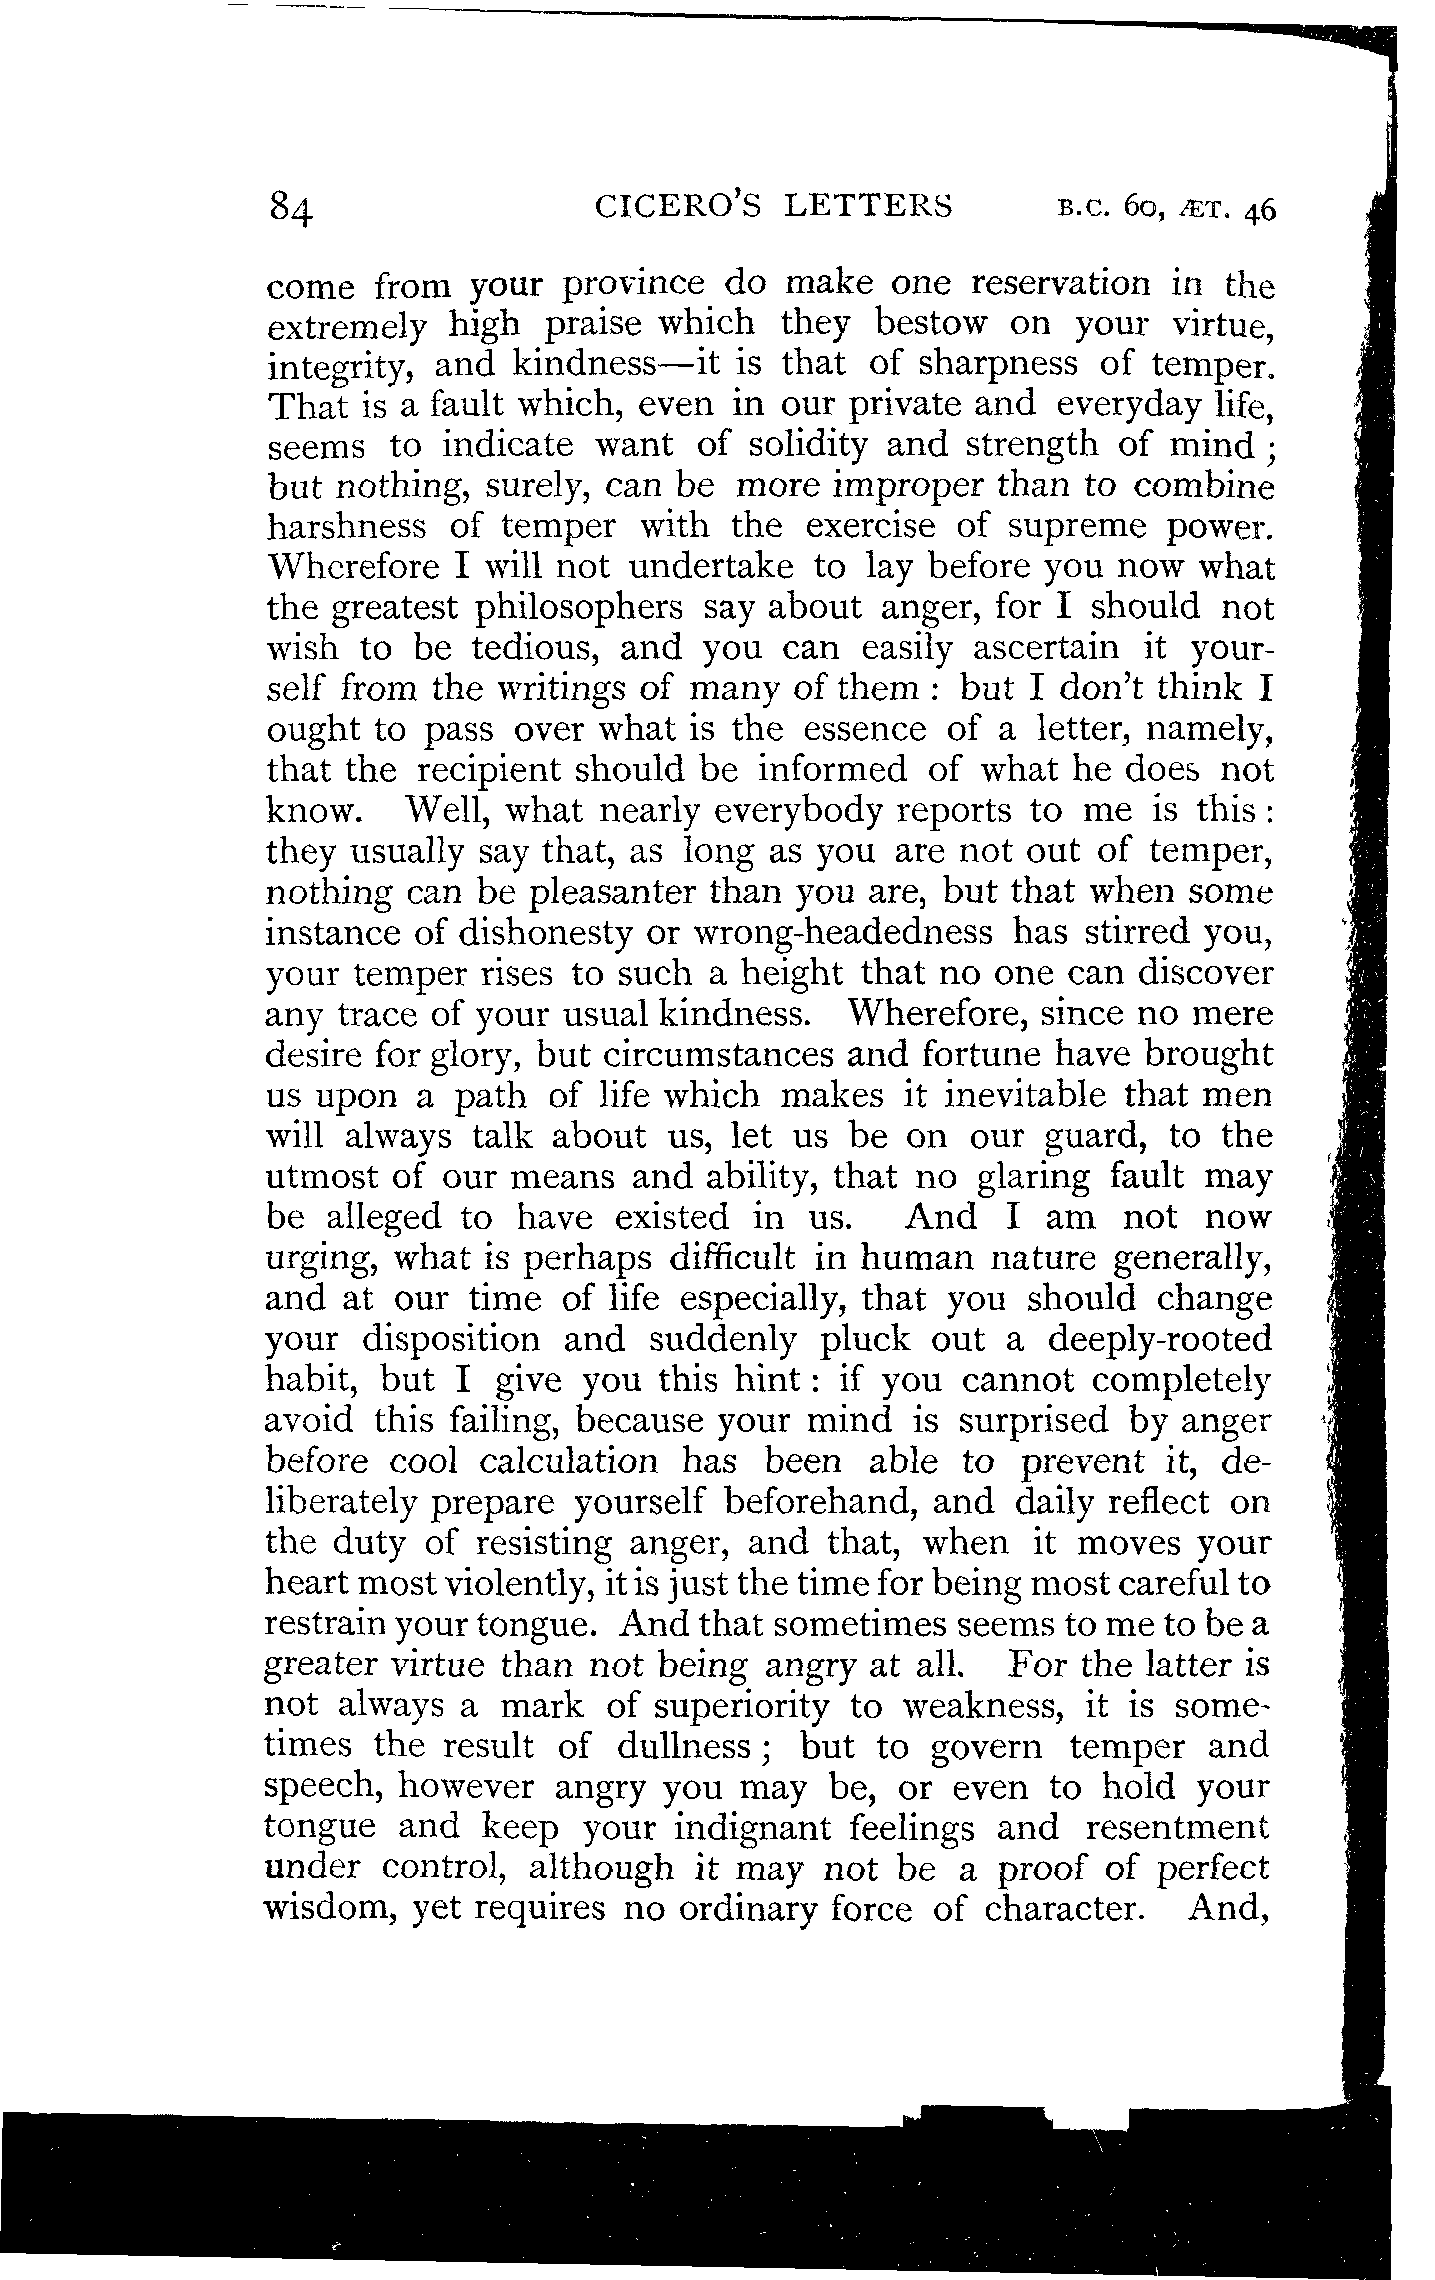 84 CICERO'S LETTERS B.C. 60, ÆT. 46
come from your province do make one reservation in the
extremely high praise which they bestow on your virtue,
integrity, and kindness—it is that of sharpness of temper.
That is a fault which, even in our private and everyday life,
seems to indicate want of solidity and strength of mind ;
but nothing, surely, can be more improper than to combine
harshness of temper with the exercise of supreme power.
Wherefore I will not undertake to lay before you now what
the greatest philosophers say about anger, for I should not
wish to be tedious, and you can easily ascertain it your-
self from the writings of many of them : but I don't think I
ought to pass over what is the essence of a letter, namely,
that the recipient should be informed of what he does not
know. Well, what nearly everybody reports to me is this :
they usually say that, as long as you are not out of temper,
nothing can be pleasanter than you are, but that when some
instance of dishonesty or wrong-headedness has stirred you,
your temper rises to such a height that no one can discover
any trace of your usual kindness. Wherefore, since no mere
desire for glory, but circumstances and fortune have brought
us upon a path of life which makes it inevitable that men
will always talk about us, let us be on our guard, to the
utmost of our means and ability, that no glaring fault may
be alleged to have existed in us. And I am not now
urging, what is perhaps difficult in human nature generally,
and at our time of life especially, that you should change
your disposition and suddenly pluck out a deeply-rooted
habit, but I give you this hint : if you cannot completely
avoid this failing, because your mind is surprised by anger
before cool calculation has been able to prevent it, de-
liberately prepare yourself beforehand, and daily reflect on
the duty of resisting anger, and that, when it moves your
heart most violently, it is just the time for being most careful to
restrain your tongue. And that sometimes seems to me to be a
greater virtue than not being angry at all. For the latter is
not always a mark of superiority to weakness, it is some-
times the result of dullness ; but to govern temper and
speech, however angry you may be, or even to hold your
tongue and keep your indignant feelings and resentment
under control, although it may not be a proof of perfect
wisdom, yet requires no ordinary force of character. And,